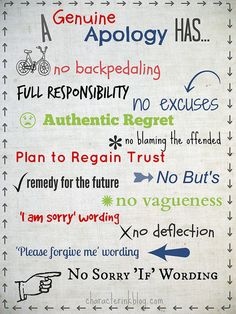 A Genuine
Apology HAS...
no backpedaling
FULL RESPONSIBILITY
no excuses
Authentic Regret
no blaming the offended
Plan to Regain Trust
remedy for the future
No But's
no vagueness
'I am sorry' wording
no deflection
'Please forgive me' wording
No Sorry 'If' Wording
characterinkblog.com